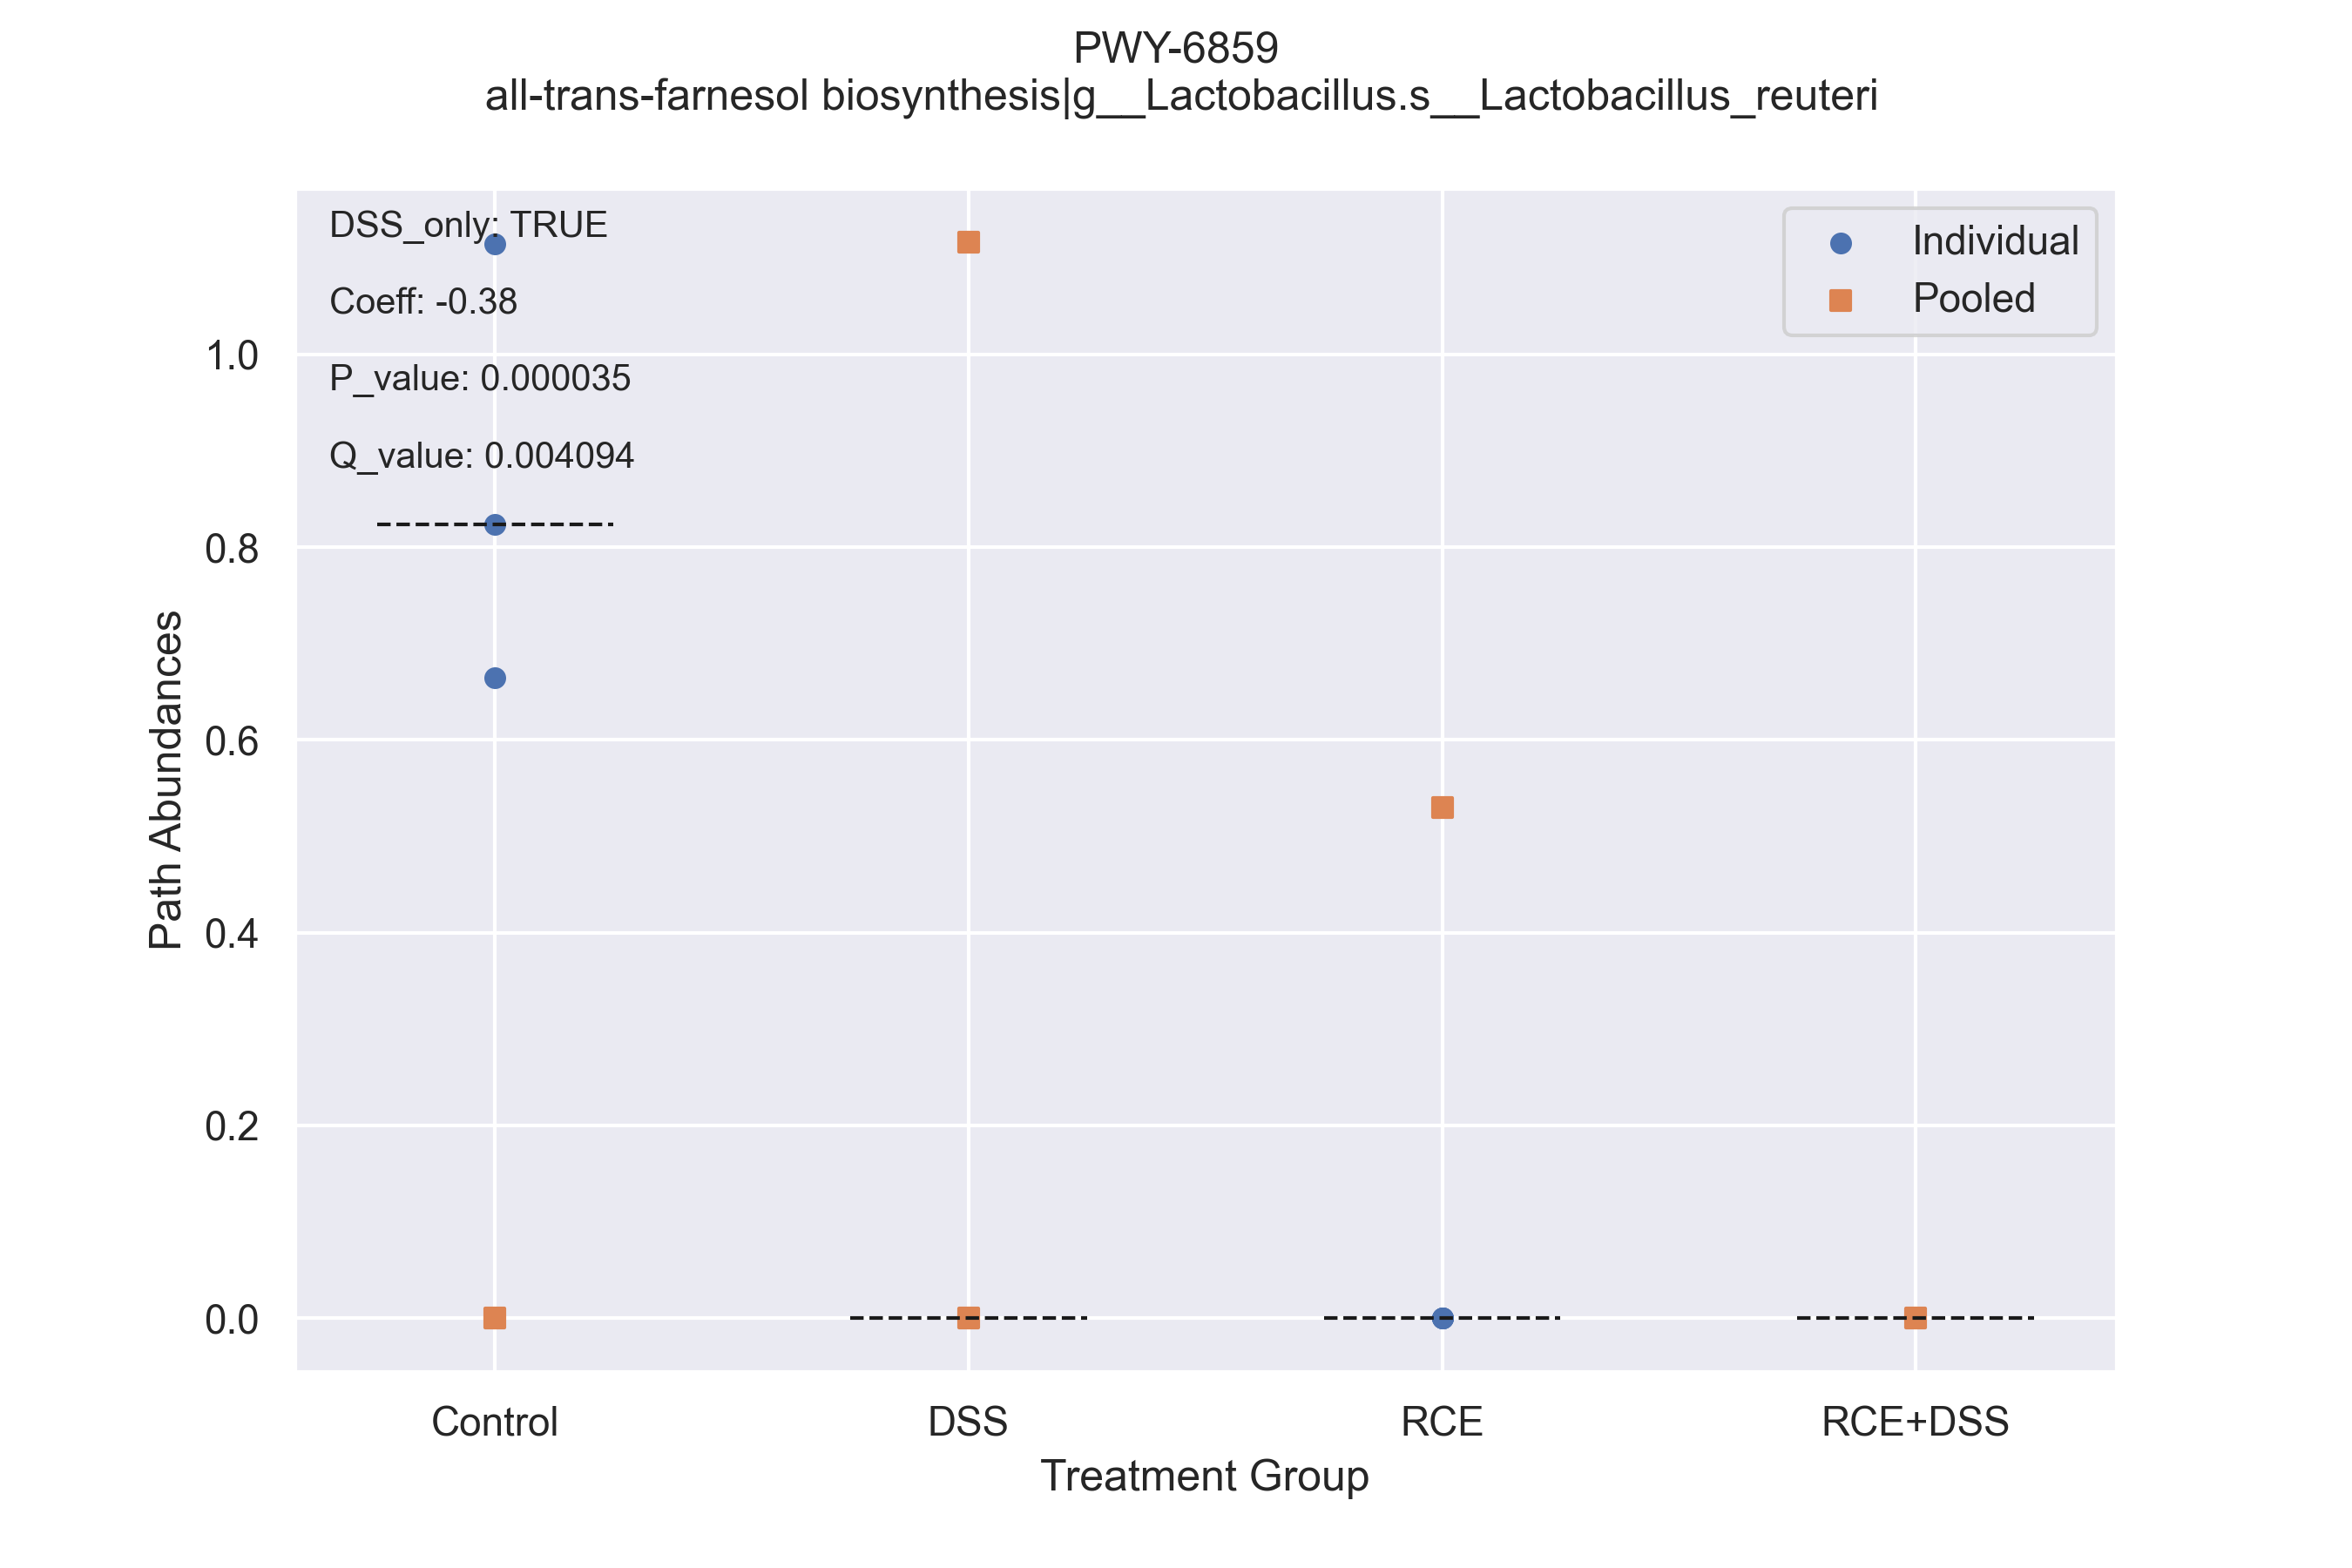 PWY-6859
all-trans-farnesol biosynthesis|g__Lactobacillus.s__Lactobacillus_reuteri
DSS_only: TRUE
Coeff: -0.38
P_value: 0.000035
Q_value: 0.004094
Individual
Pooled
Path Abundances
1.0
0.8
0.6
0.4
0.2
0.0
Control
DSS
RCE
RCE+DSS
Treatment Group